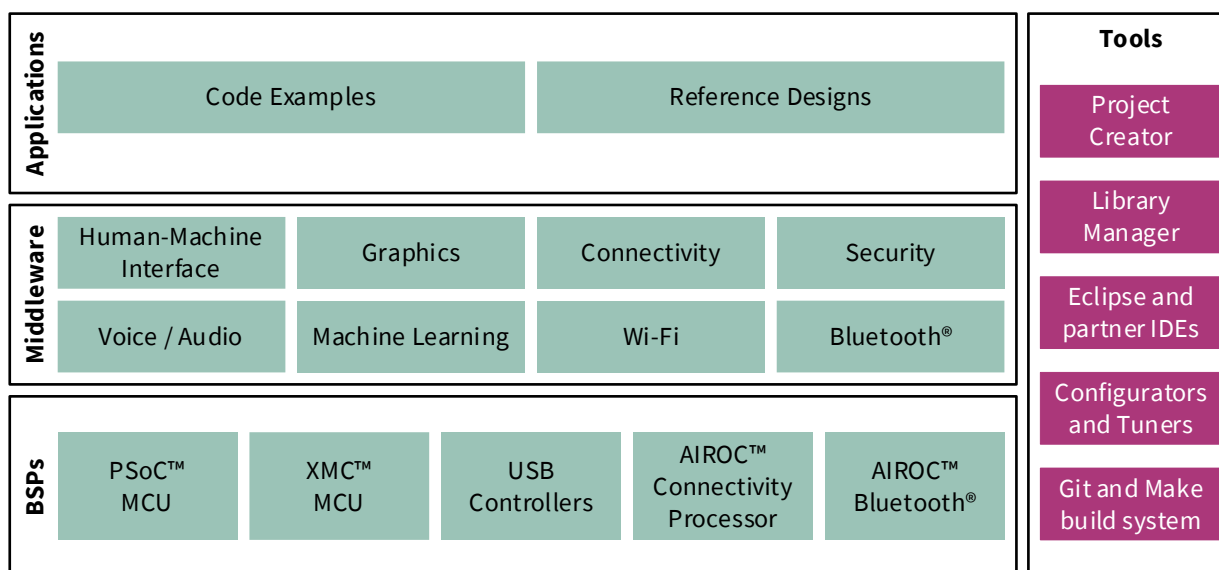 Applications
Code Examples
Reference Designs
Middleware
Human-Machine
Interface
Graphics
Connectivity
Security
Voice / Audio
Machine Learning
Wi-Fi
Bluetooth®
BSPs
PSoC™
MCU
XMC™
MCU
USB
Controllers
AIROC™
Connectivity
Processor
AIROC™
Bluetooth®
Tools
Project
Creator
Library
Manager
Eclipse and
partner IDEs
Configurators
and Tuners
Git and Make
build system